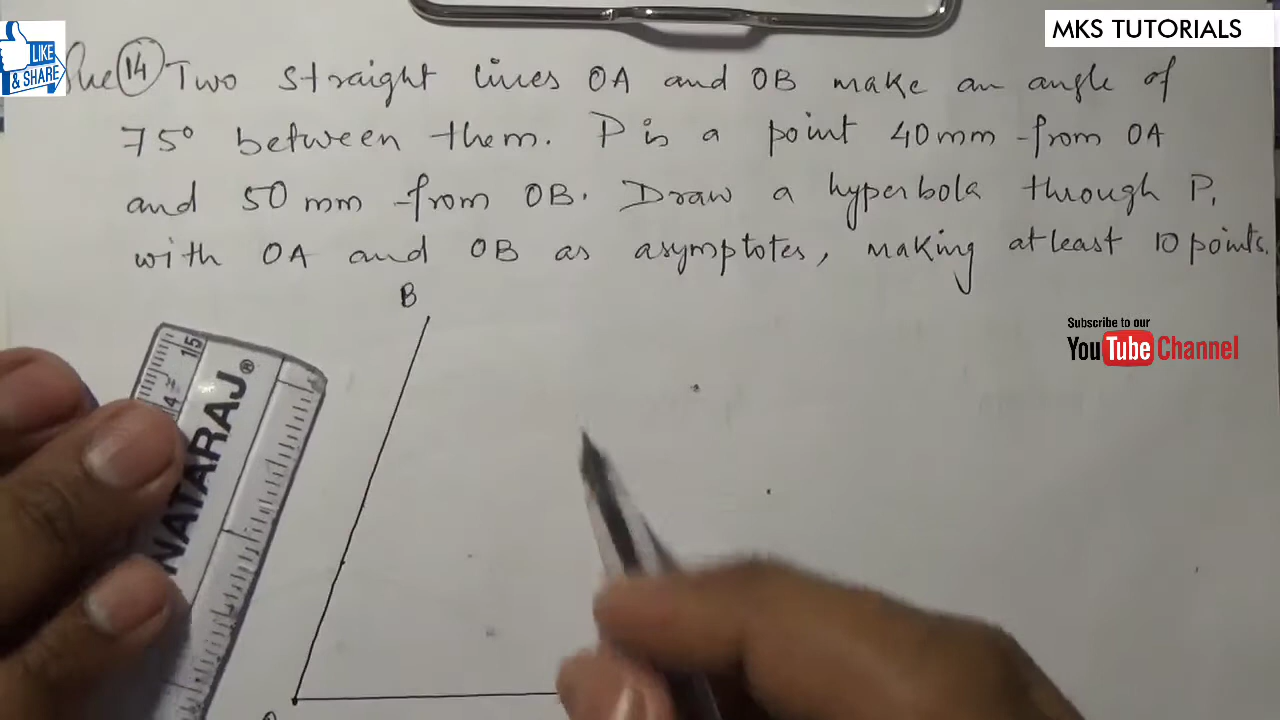 MKS TUTORIALS
LIKE
& SHARE
Que 14 Two straight lines OA and OB make an angle of
75° between them. P is a point 40mm from OA
and 50mm from OB. Draw a hyperbola through P,
with OA and OB as asymptotes, making atleast 10 points.
B
Subscribe to our
YouTube Channel
15
14
NATARAJ®